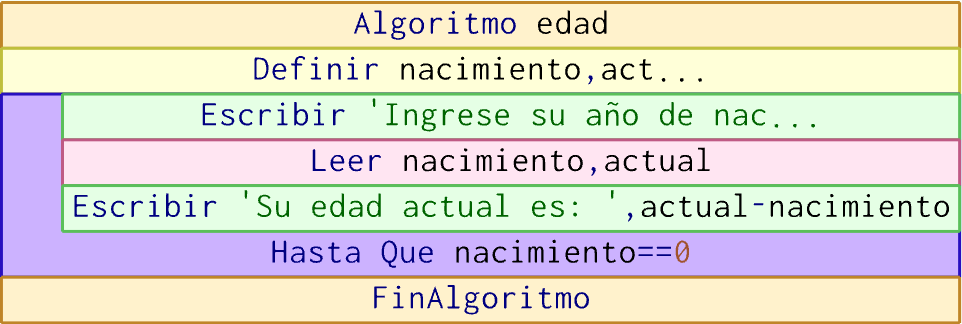 Algoritmo edad
Definir nacimiento,act...
Escribir 'Ingrese su año de nac...
Leer nacimiento,actual
Escribir 'Su edad actual es: ',actual-nacimiento
Hasta Que nacimiento==0
FinAlgoritmo